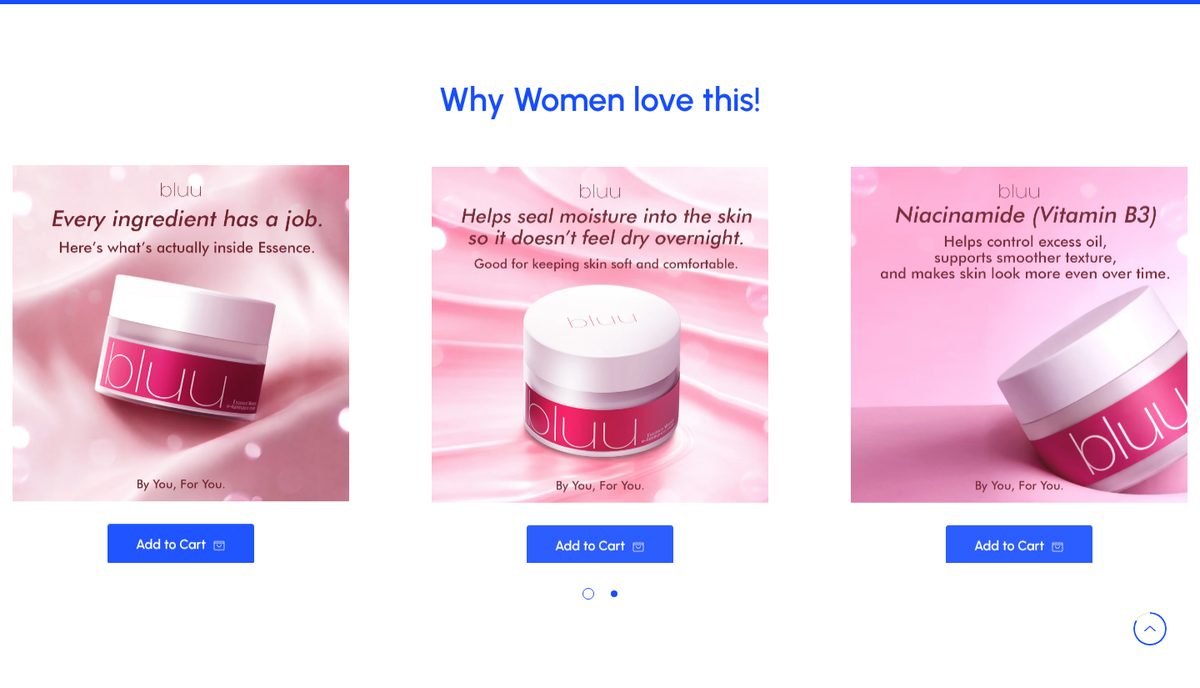 Why Women love this!
bluu
Every ingredient has a job.
Here's what's actually inside Essence.
bluu
By You, For You.
Add to Cart
bluu
Helps seal moisture into the skin
so it doesn't feel dry overnight.
Good for keeping skin soft and comfortable.
bluu
bluu
By You, For You.
Add to Cart
bluu
Niacinamide (Vitamin B3)
Helps control excess oil,
supports smoother texture,
and makes skin look more even over time.
bluu
By You, For You.
Add to Cart